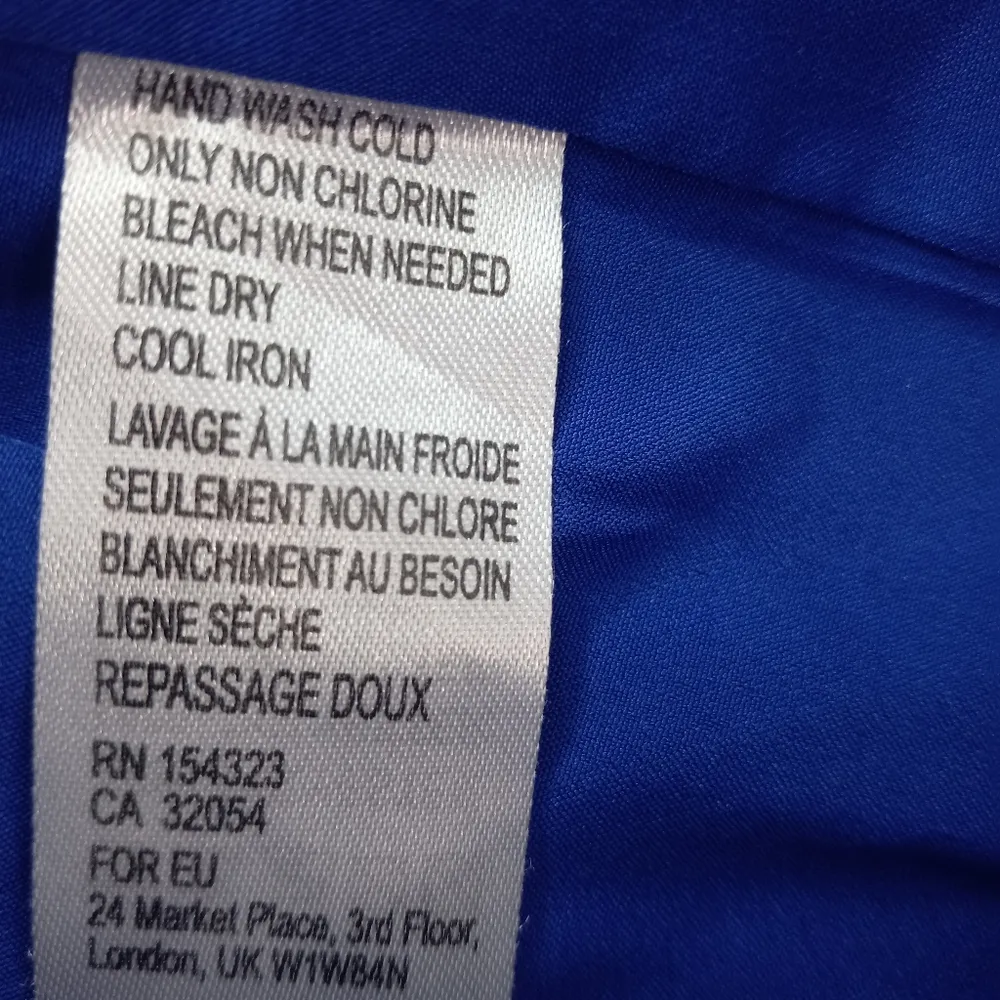 HAND WASH COLD
ONLY NON CHLORINE
BLEACH WHEN NEEDED
LINE DRY
COOL IRON
LAVAGE À LA MAIN FROIDE
SEULEMENT NON CHLORE
BLANCHIMENT AU BESOIN
LIGNE SÈCHE
REPASSAGE DOUX
RN 154323
CA 32054
FOR EU
24 Market Place, 3rd Floor,
London, UK W1W84N